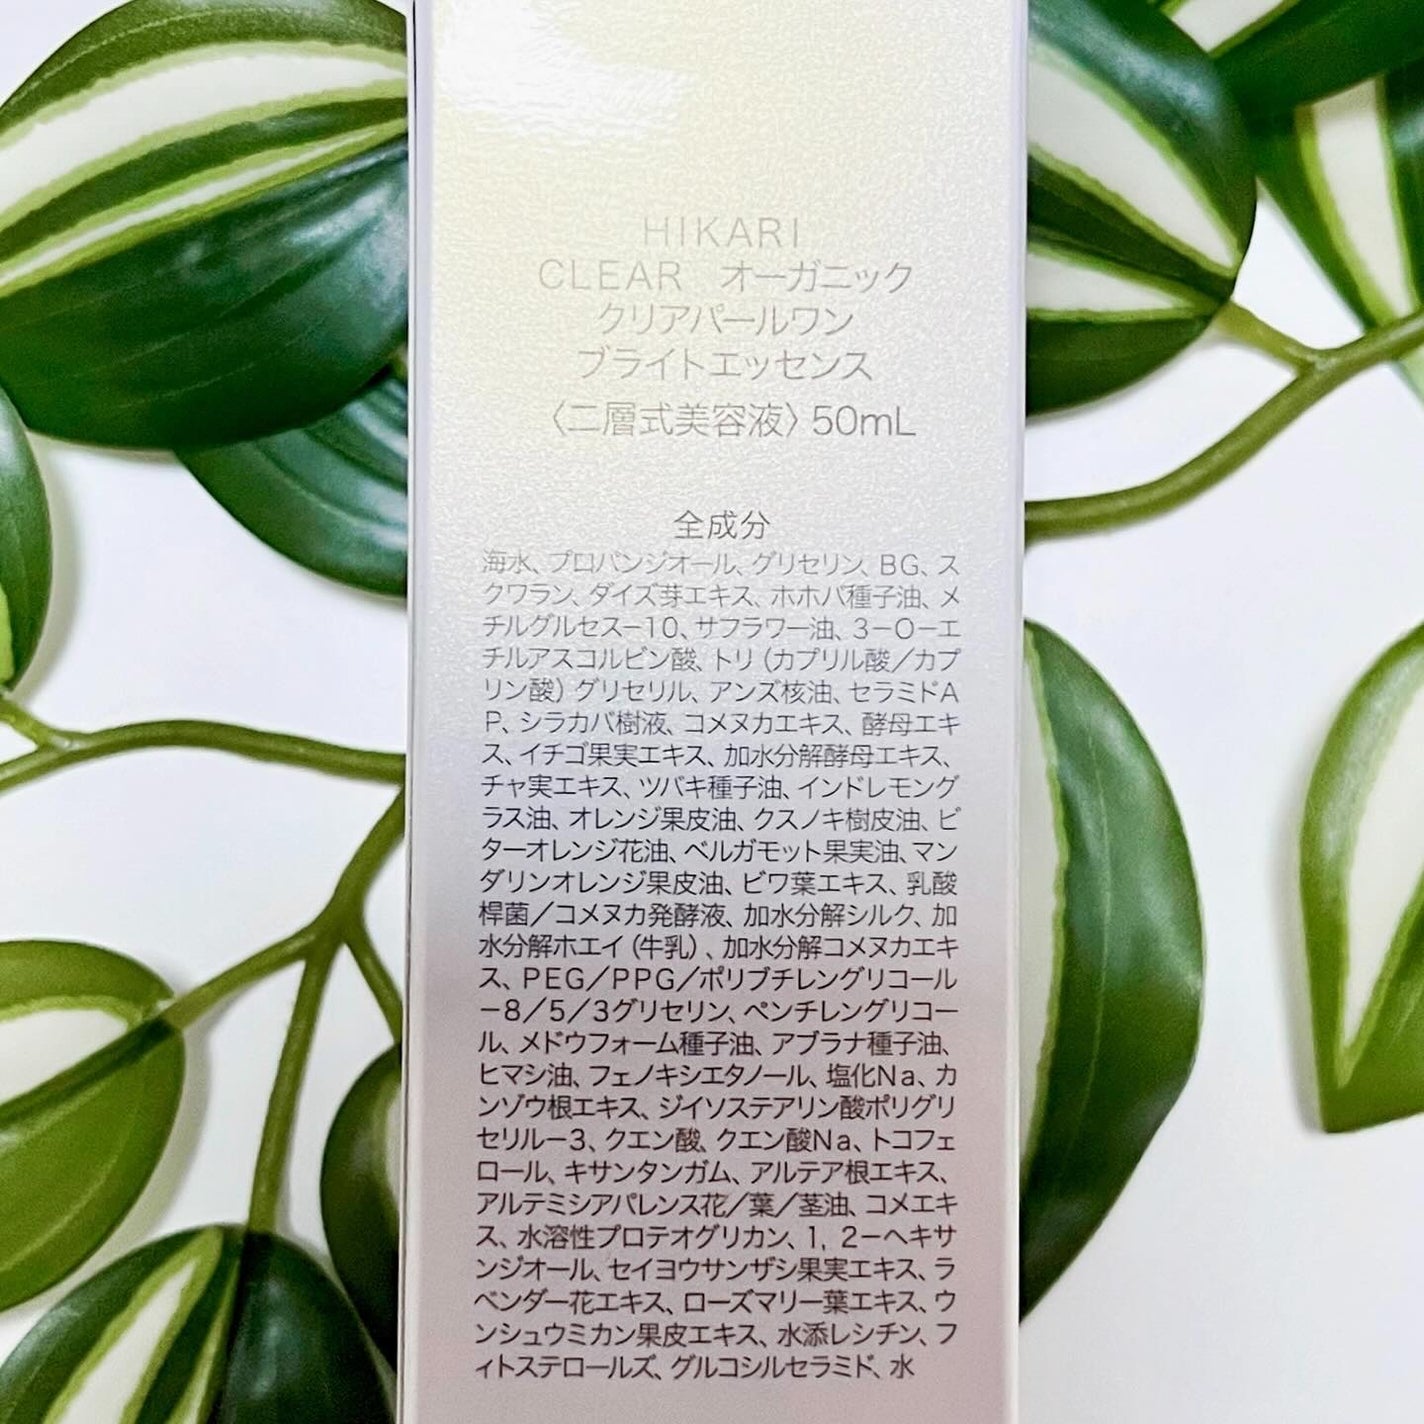 HIKARI
CLEAR オーガニック
クリアパールワン
ブライトエッセンス
〈二層式美容液〉50mL
全成分
海水、プロパンジオール、グリセリン、BG、ス
クワラン、ダイズ芽エキス、ホホバ種子油、メ
チルグルセス－10、サフラワー油、3－O－エ
チルアスコルビン酸、トリ（カプリル酸／カプ
リン酸）グリセリル、アンズ核油、セラミドA
P、シラカバ樹液、コメヌカエキス、酵母エキ
ス、イチゴ果実エキス、加水分解酵母エキス、
チャ実エキス、ツバキ種子油、インドレモング
ラス油、オレンジ果皮油、クスノキ樹皮油、ビ
ターオレンジ花油、ベルガモット果実油、マン
ダリンオレンジ果皮油、ビワ葉エキス、乳酸
桿菌／コメヌカ発酵液、加水分解シルク、加
水分解ホエイ（牛乳）、加水分解コメヌカエキ
ス、PEG／PPG／ポリブチレングリコール
－8／5／3グリセリン、ペンチレングリコー
ル、メドウフォーム種子油、アブラナ種子油、
ヒマシ油、フェノキシエタノール、塩化Na、カ
ンゾウ根エキス、ジイソステアリン酸ポリグリ
セリル－3、クエン酸、クエン酸Na、トコフェ
ロール、キサンタンガム、アルテア根エキス、
アルテミシアパレンス花／葉／茎油、コメエキ
ス、水溶性プロテオグリカン、1，2－ヘキサ
ンジオール、セイヨウサンザシ果実エキス、ラ
ベンダー花エキス、ローズマリー葉エキス、ウ
ンシュウミカン果皮エキス、水添レシチン、フ
ィトステロールズ、グルコシルセラミド、水